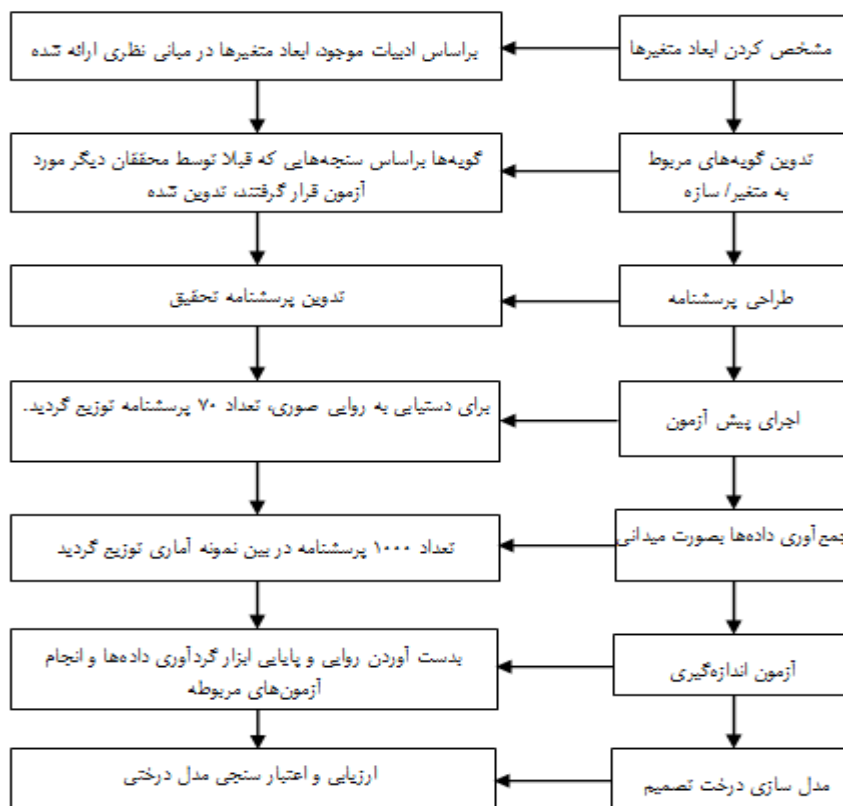 مشخص کردن ابعاد متغیرها
براساس ادبیات موجود، ابعاد متغیرها در مبانی نظری ارائه شده
تدوین گویه‌های مربوط
به متغیر/ سازه
گویه‌ها براساس سنجه‌هایی که قبلا توسط محققان دیگر مورد
آزمون قرار گرفتند، تدوین شده
طراحی پرسشنامه
تدوین پرسشنامه تحقیق
اجرای پیش آزمون
برای دستیابی به روایی صوری، تعداد ۷۰ پرسشنامه توزیع گردید.
جمع‌آوری داده‌ها بصورت میدانی
تعداد ۱۰۰۰ پرسشنامه در بین نمونه آماری توزیع گردید
آزمون اندازه‌گیری
بدست آوردن روایی و پایایی ابزار گردآوری داده‌ها و انجام
آزمون‌های مربوطه
مدل سازی درخت تصمیم
ارزیابی و اعتبار سنجی مدل درختی